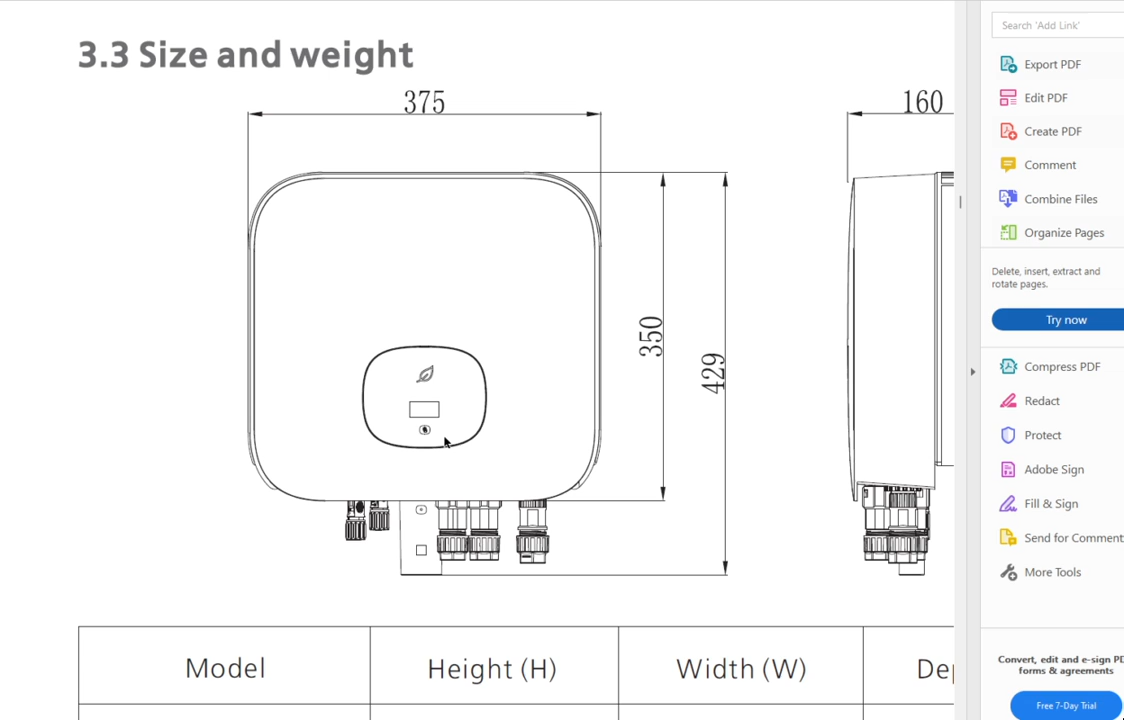 3.3 Size and weight
375
160
350
429
Model
Height (H)
Width (W)
Dep
Search 'Add Link'
Export PDF
Edit PDF
Create PDF
Comment
Combine Files
Organize Pages
Delete, insert, extract and
rotate pages.
Try now
Compress PDF
Redact
Protect
Adobe Sign
Fill & Sign
Send for Comment
More Tools
Convert, edit and e-sign PD
forms & agreements
Free 7-Day Trial